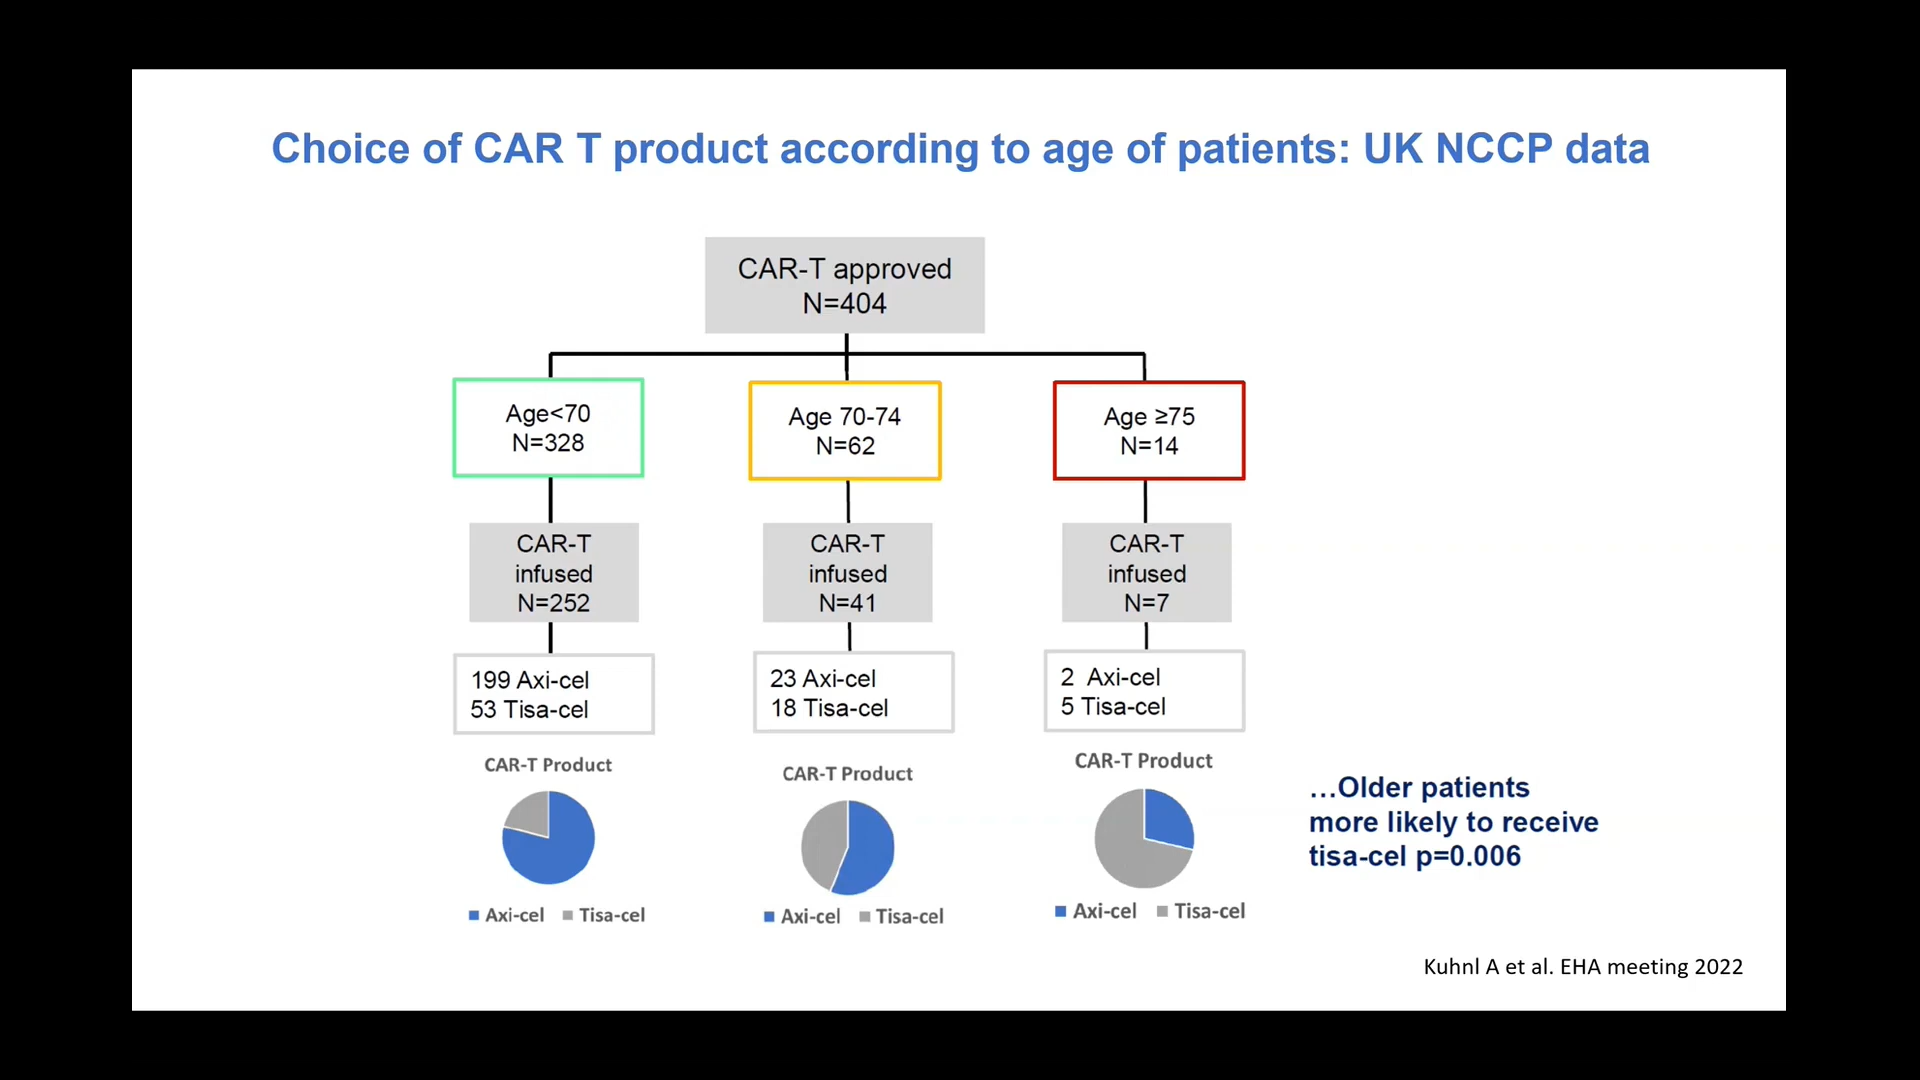 Choice of CAR T product according to age of patients: UK NCCP data
CAR-T approved
N=404
Age<70
N=328
Age 70-74
N=62
Age ≥75
N=14
CAR-T
infused
N=252
CAR-T
infused
N=41
CAR-T
infused
N=7
199 Axi-cel
53 Tisa-cel
23 Axi-cel
18 Tisa-cel
2 Axi-cel
5 Tisa-cel
CAR-T Product
Axi-cel Tisa-cel
CAR-T Product
Axi-cel Tisa-cel
CAR-T Product
Axi-cel Tisa-cel
...Older patients
more likely to receive
tisa-cel p=0.006
Kuhnl A et al. EHA meeting 2022